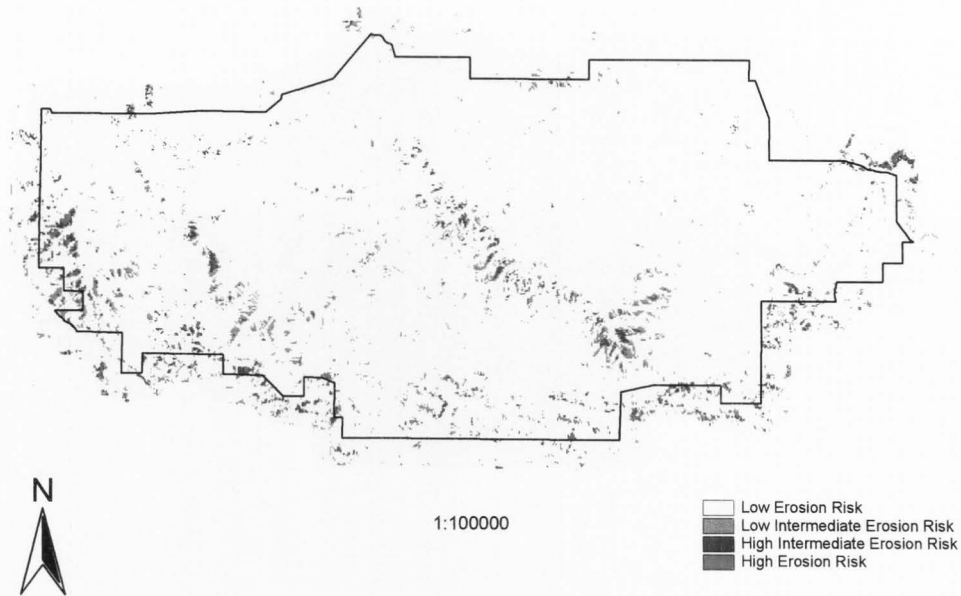 N
1:100000
Low Erosion Risk
Low Intermediate Erosion Risk
High Intermediate Erosion Risk
High Erosion Risk